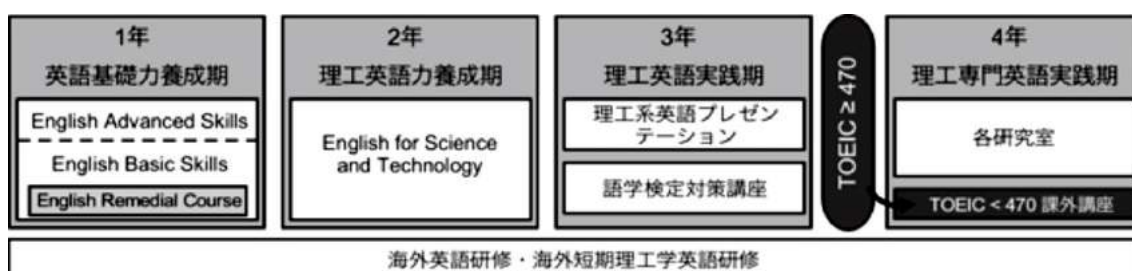 1年
英語基礎力養成期
English Advanced Skills
English Basic Skills
English Remedial Course
2年
理工英語力養成期
English for Science
and Technology
3年
理工英語実践期
理工系英語プレゼン
テーション
語学検定対策講座
TOEIC ≥ 470
4年
理工専門英語実践期
各研究室
TOEIC < 470 課外講座
海外英語研修・海外短期理工学英語研修